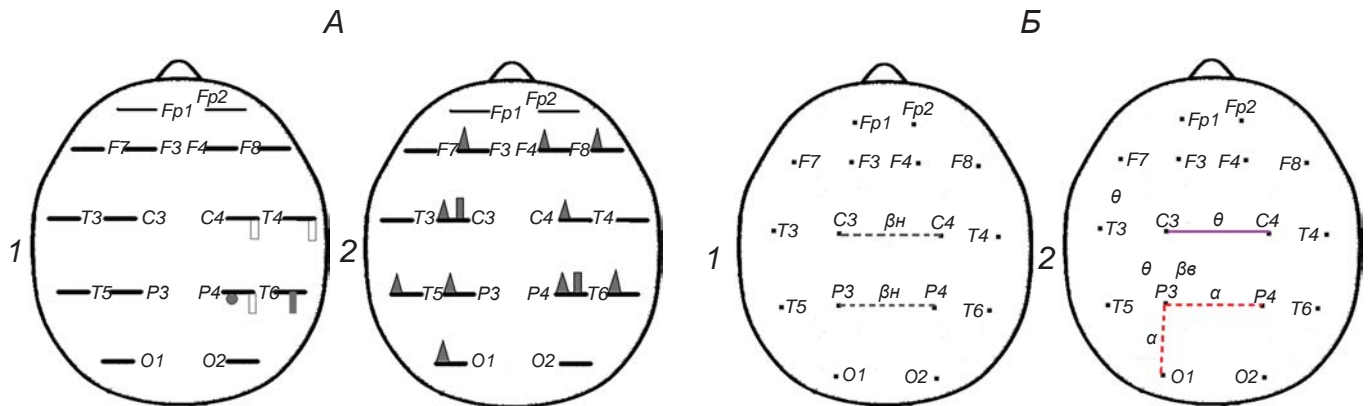 А Б
Fp1 Fp2
F7 F3 F4 F8
T3 C3 C4 T4
1
T5 P3 P4 T6
O1 O2
Fp1 Fp2
F7 F3 F4 F8
T3 C3 C4 T4
2
T5 P3 P4 T6
O1 O2
Fp1 Fp2
F7 F3 F4 F8
T3 C3 βн C4 T4
1
T5 P3 βн P4 T6
O1 O2
Fp1 Fp2
F7 F3 F4 F8
θ
T3 C3 θ C4 T4
2
θ βв
T5 P3 α P4 T6
α
O1 O2